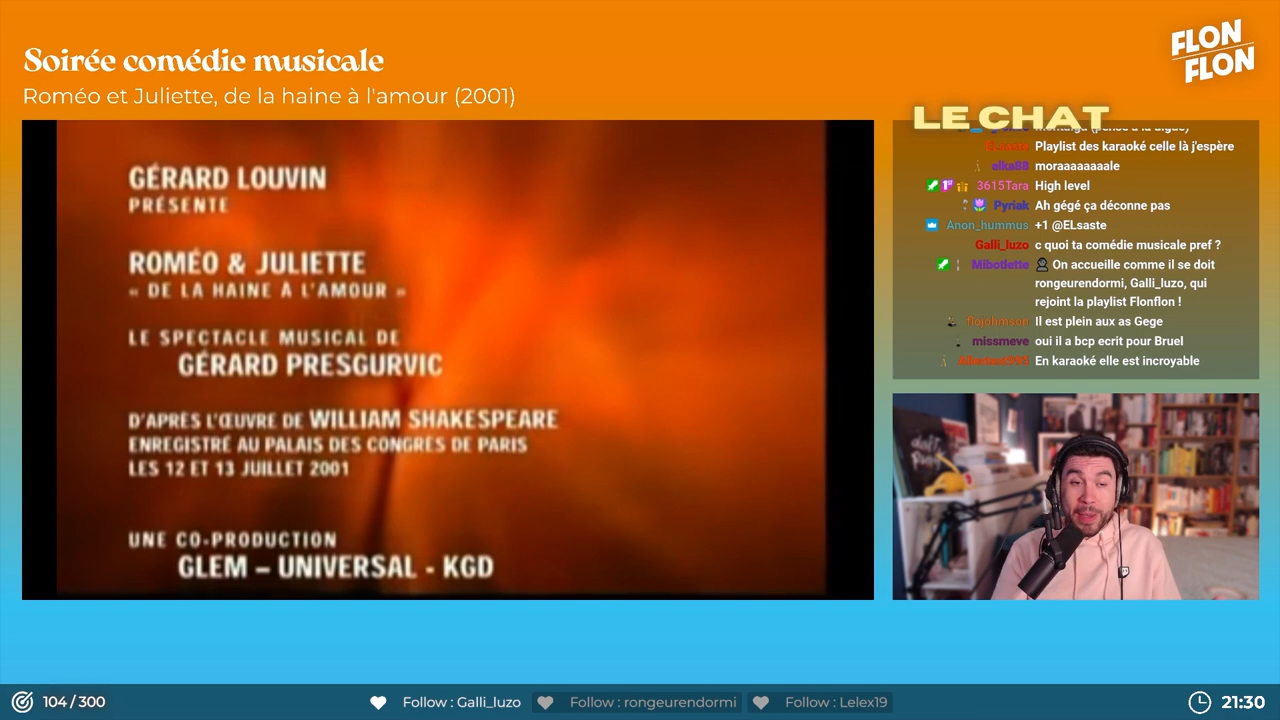 Soirée comédie musicale
Roméo et Juliette, de la haine à l'amour (2001)
FLON
FLON
GÉRARD LOUVIN
PRÉSENTE
ROMÉO & JULIETTE
« DE LA HAINE À L'AMOUR »
LE SPECTACLE MUSICAL DE
GÉRARD PRESGURVIC
D'APRÈS L'ŒUVRE DE WILLIAM SHAKESPEARE
ENREGISTRÉ AU PALAIS DES CONGRÈS DE PARIS
LES 12 ET 13 JUILLET 2001
UNE CO-PRODUCTION
GLEM – UNIVERSAL - KGD
LE CHAT
ELsaste Playlist des karaoké celle là j'espère
elka88 moraaaaaaale
3615Tara High level
Pyriak Ah gégé ça déconne pas
Anon_hummus +1 @ELsaste
Galli_luzo c quoi ta comédie musicale pref ?
Mibotlette On accueille comme il se doit
rongeurendormi, Galli_luzo, qui
rejoint la playlist Flonflon !
flojohnson Il est plein aux as Gege
missmeve oui il a bcp ecrit pour Bruel
En karaoké elle est incroyable
104 / 300
Follow : Galli_luzo
Follow : rongeurendormi
Follow : Lelex19
21:30